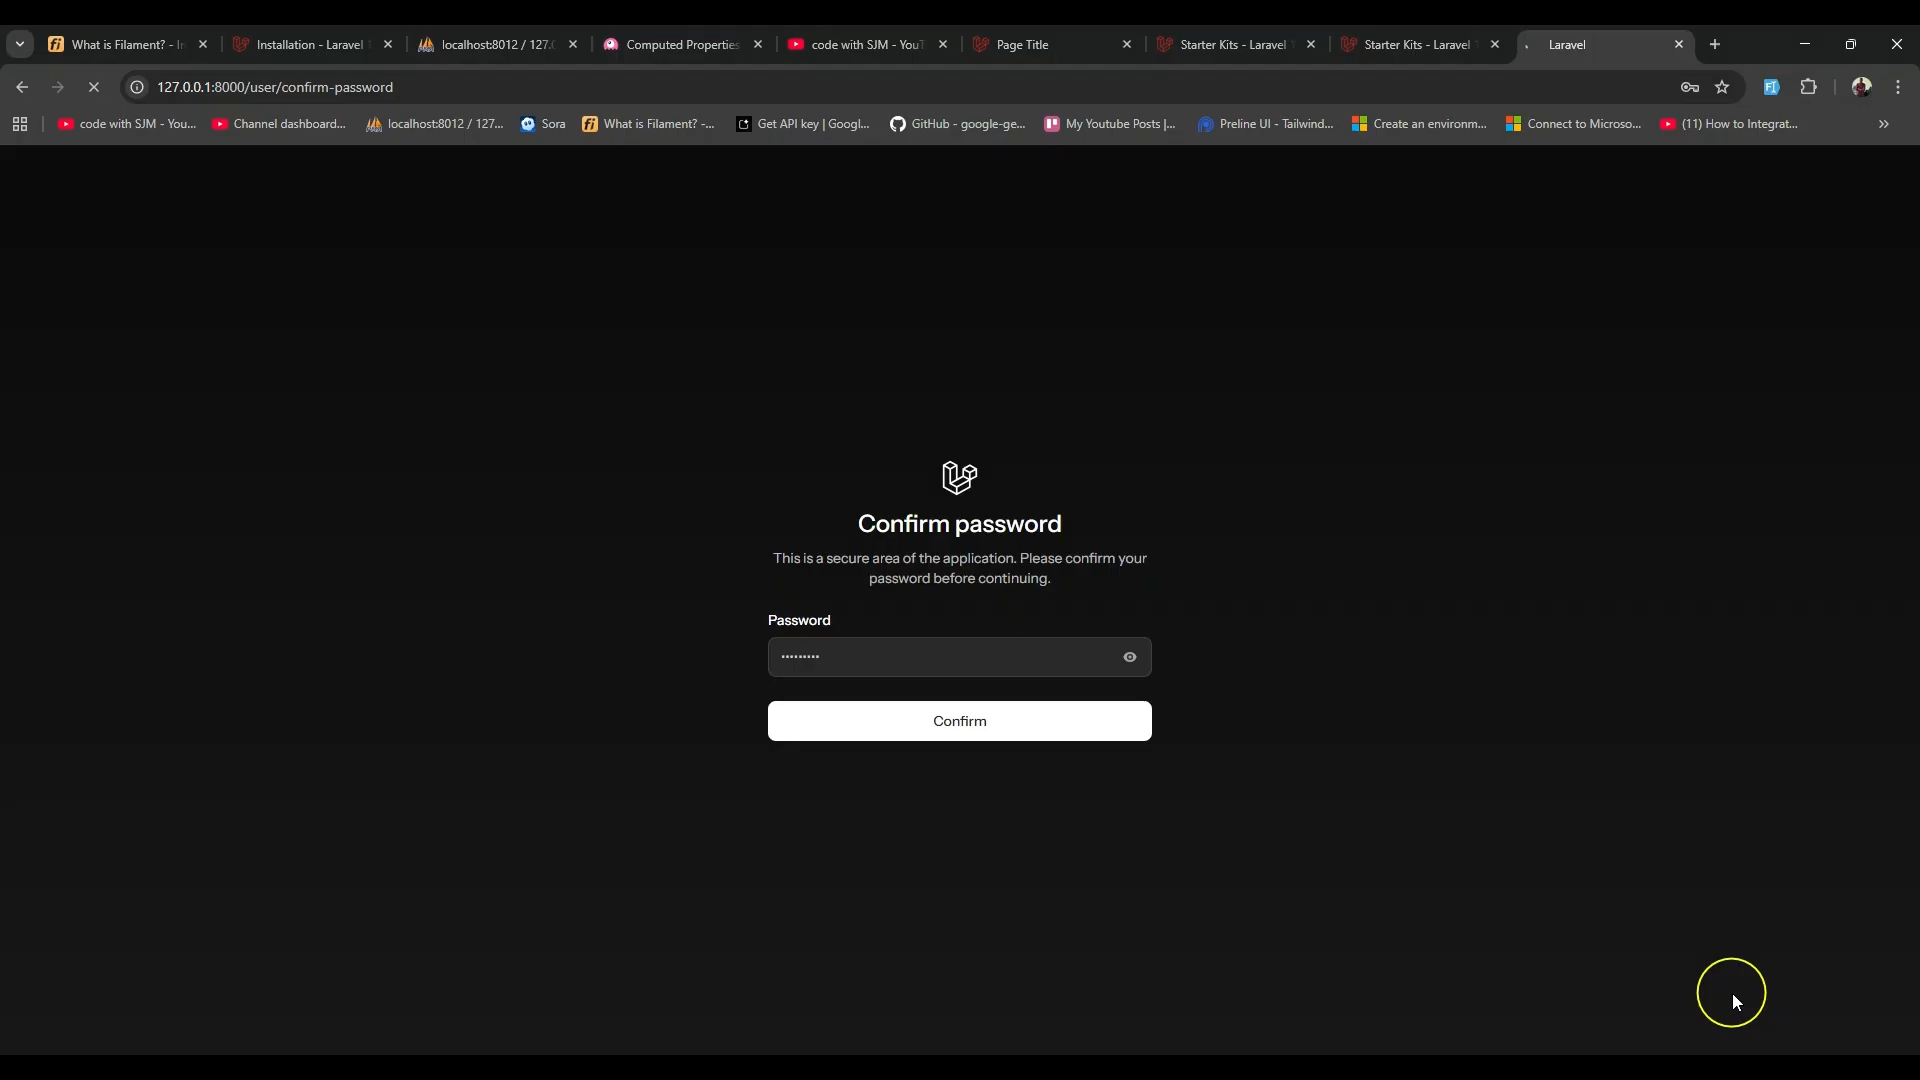 What is Filament? - In
Installation - Laravel
localhost:8012 / 127.0
Computed Properties
code with SJM - YouT
Page Title
Starter Kits - Laravel
Starter Kits - Laravel
Laravel
127.0.0.1:8000/user/confirm-password
code with SJM - You...
Channel dashboard...
localhost:8012 / 127...
Sora
What is Filament? -...
Get API key | Googl...
GitHub - google-ge...
My Youtube Posts |...
Preline UI - Tailwind...
Create an environm...
Connect to Microso...
(11) How to Integrat...
Confirm password
This is a secure area of the application. Please confirm your
password before continuing.
Password
Confirm